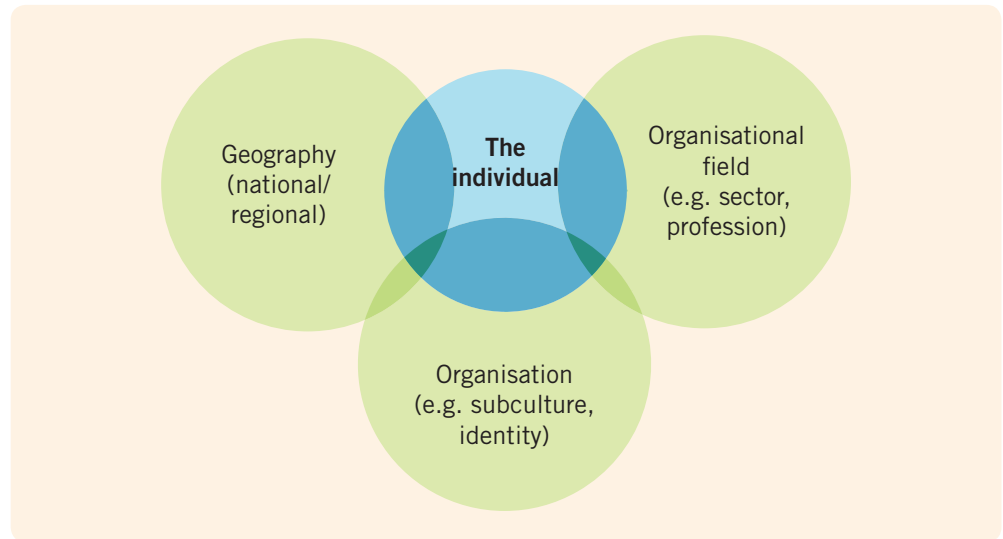 Geography
(national/
regional)
The
individual
Organisational
field
(e.g. sector,
profession)
Organisation
(e.g. subculture,
identity)